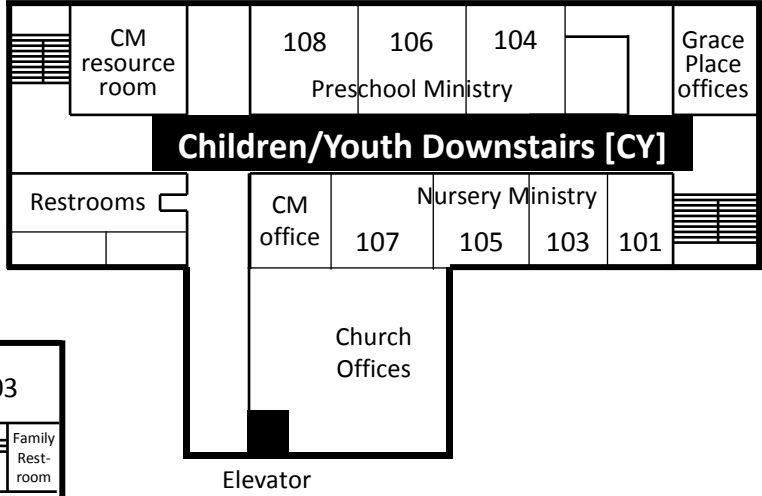 CM
resource
room
108
106
104
Preschool Ministry
Grace
Place
offices
Children/Youth Downstairs [CY]
Restrooms
CM
office
Nursery Ministry
107
105
103
101
Church
Offices
Family
Rest-
room
Elevator